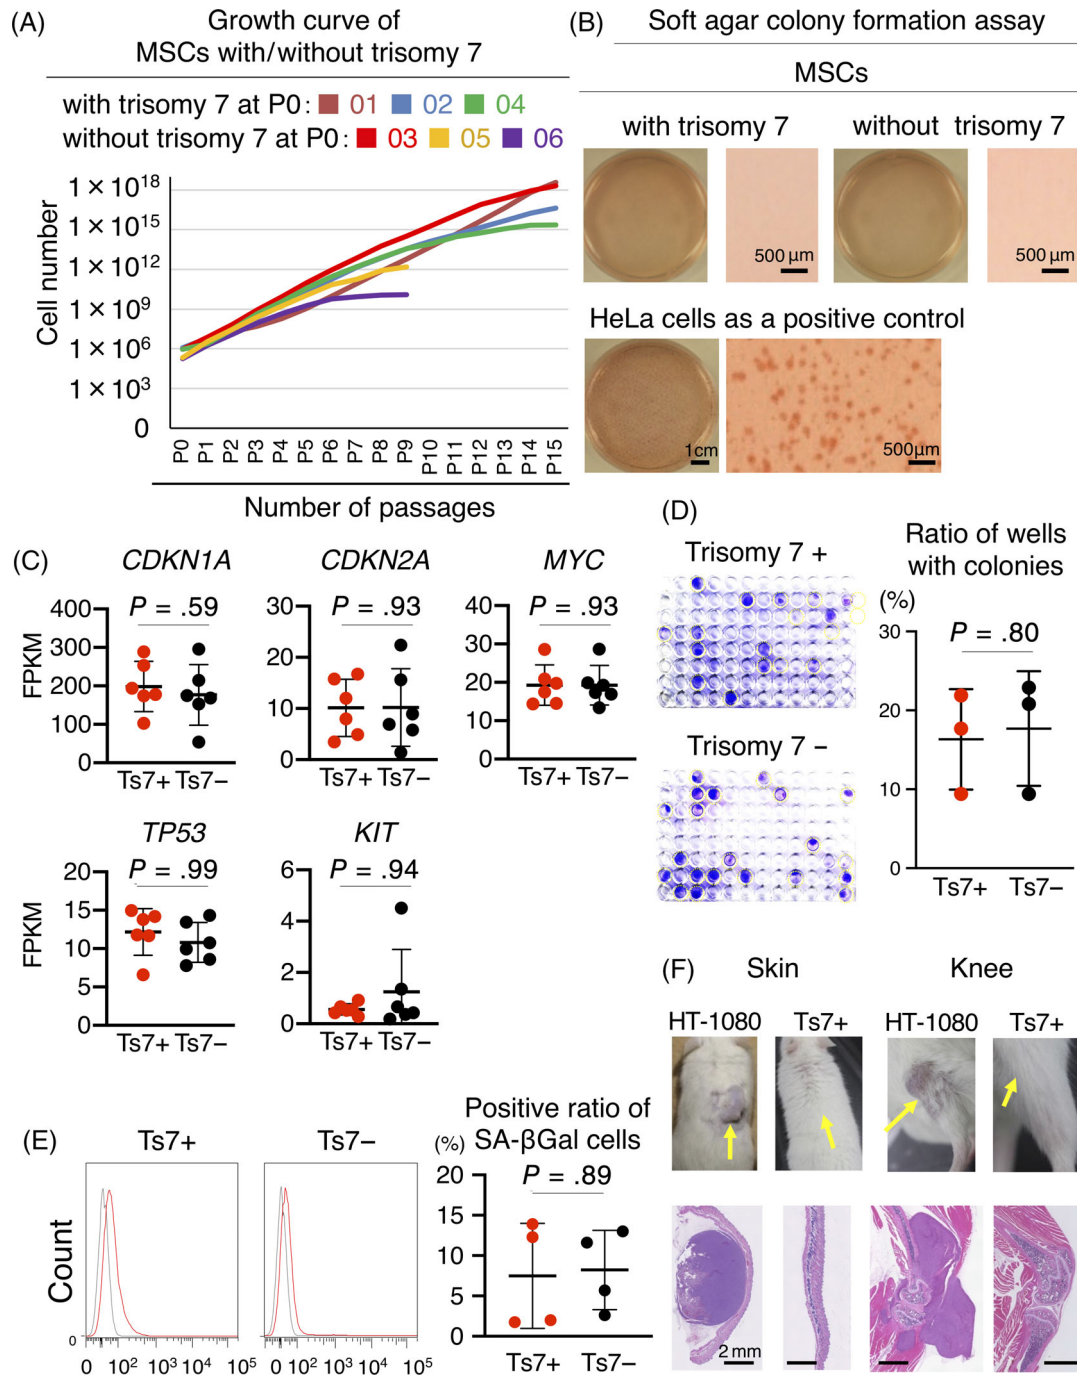 (A)
Growth curve of
MSCs with/without trisomy 7
with trisomy 7 at P0: 01 02 04
without trisomy 7 at P0: 03 05 06
Cell number
1 × 10¹⁸
1 × 10¹⁵
1 × 10¹²
1 × 10⁹
1 × 10⁶
1 × 10³
0
P0 P1 P2 P3 P4 P5 P6 P7 P8 P9 P10 P11 P12 P13 P14 P15
Number of passages
(B)
Soft agar colony formation assay
MSCs
with trisomy 7
without trisomy 7
500 µm
500 µm
HeLa cells as a positive control
1cm
500µm
(C)
CDKN1A
P = .59
FPKM
400
300
200
100
0
Ts7+ Ts7−
CDKN2A
P = .93
30
20
10
0
Ts7+ Ts7−
MYC
P = .93
40
30
20
10
0
Ts7+ Ts7−
TP53
P = .99
FPKM
20
15
10
5
0
Ts7+ Ts7−
KIT
P = .94
6
4
2
0
Ts7+ Ts7−
(D)
Trisomy 7 +
Trisomy 7 −
Ratio of wells
with colonies
(%)
P = .80
30
20
10
0
Ts7+ Ts7−
(E)
Ts7+
Ts7−
Count
0
0 10² 10³ 10⁴ 10⁵
0
0 10² 10³ 10⁴ 10⁵
Positive ratio of
SA-βGal cells
(%)
P = .89
20
15
10
5
0
Ts7+ Ts7−
(F)
Skin
Knee
HT-1080 Ts7+ HT-1080 Ts7+
2 mm